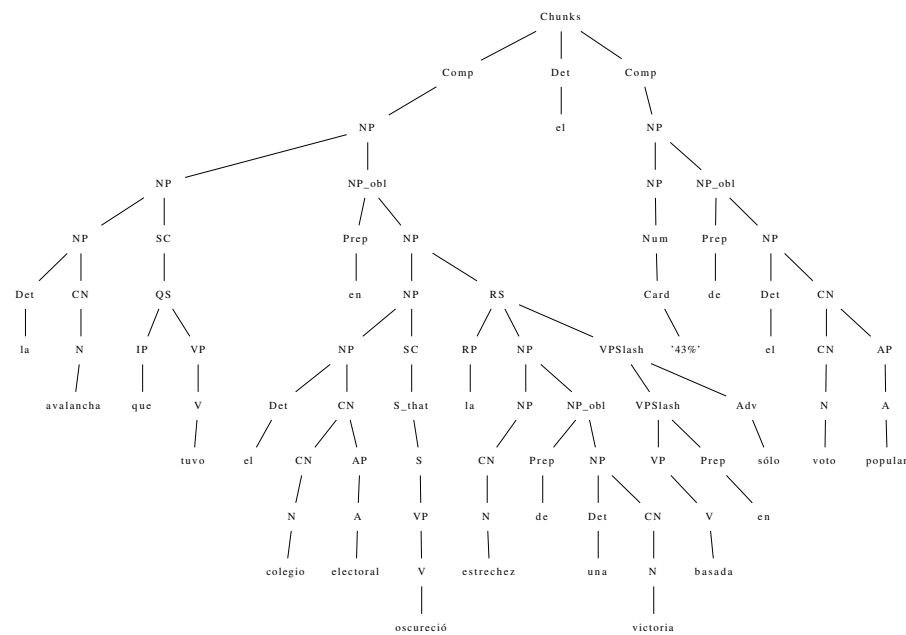 Chunks
Comp Det Comp
NP el NP
NP NP_obl NP NP_obl
NP SC Prep NP Num Prep NP
Det CN QS en NP RS Card de Det CN
la N IP VP NP SC RP NP VPSlash '43%' el CN AP
avalancha que V Det CN S_that la NP NP_obl VPSlash Adv N A
tuvo el CN AP S CN Prep NP VP Prep sólo voto popular
N A VP N de Det CN V en
colegio electoral V estrechez una N basada
oscureció victoria